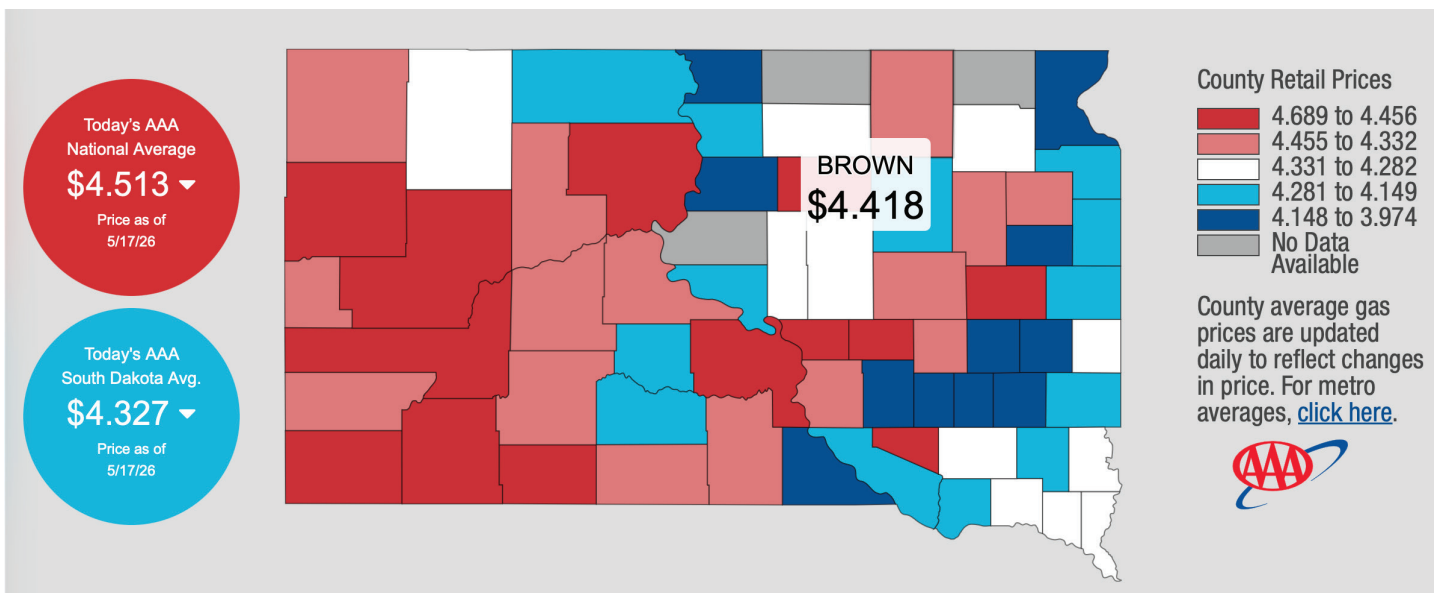 Today's AAA
National Average
$4.513
Price as of
5/17/26
Today's AAA
South Dakota Avg.
$4.327
Price as of
5/17/26
BROWN
$4.418
County Retail Prices
4.689 to 4.456
4.455 to 4.332
4.331 to 4.282
4.281 to 4.149
4.148 to 3.974
No Data
Available
County average gas
prices are updated
daily to reflect changes
in price. For metro
averages, click here.
AAA